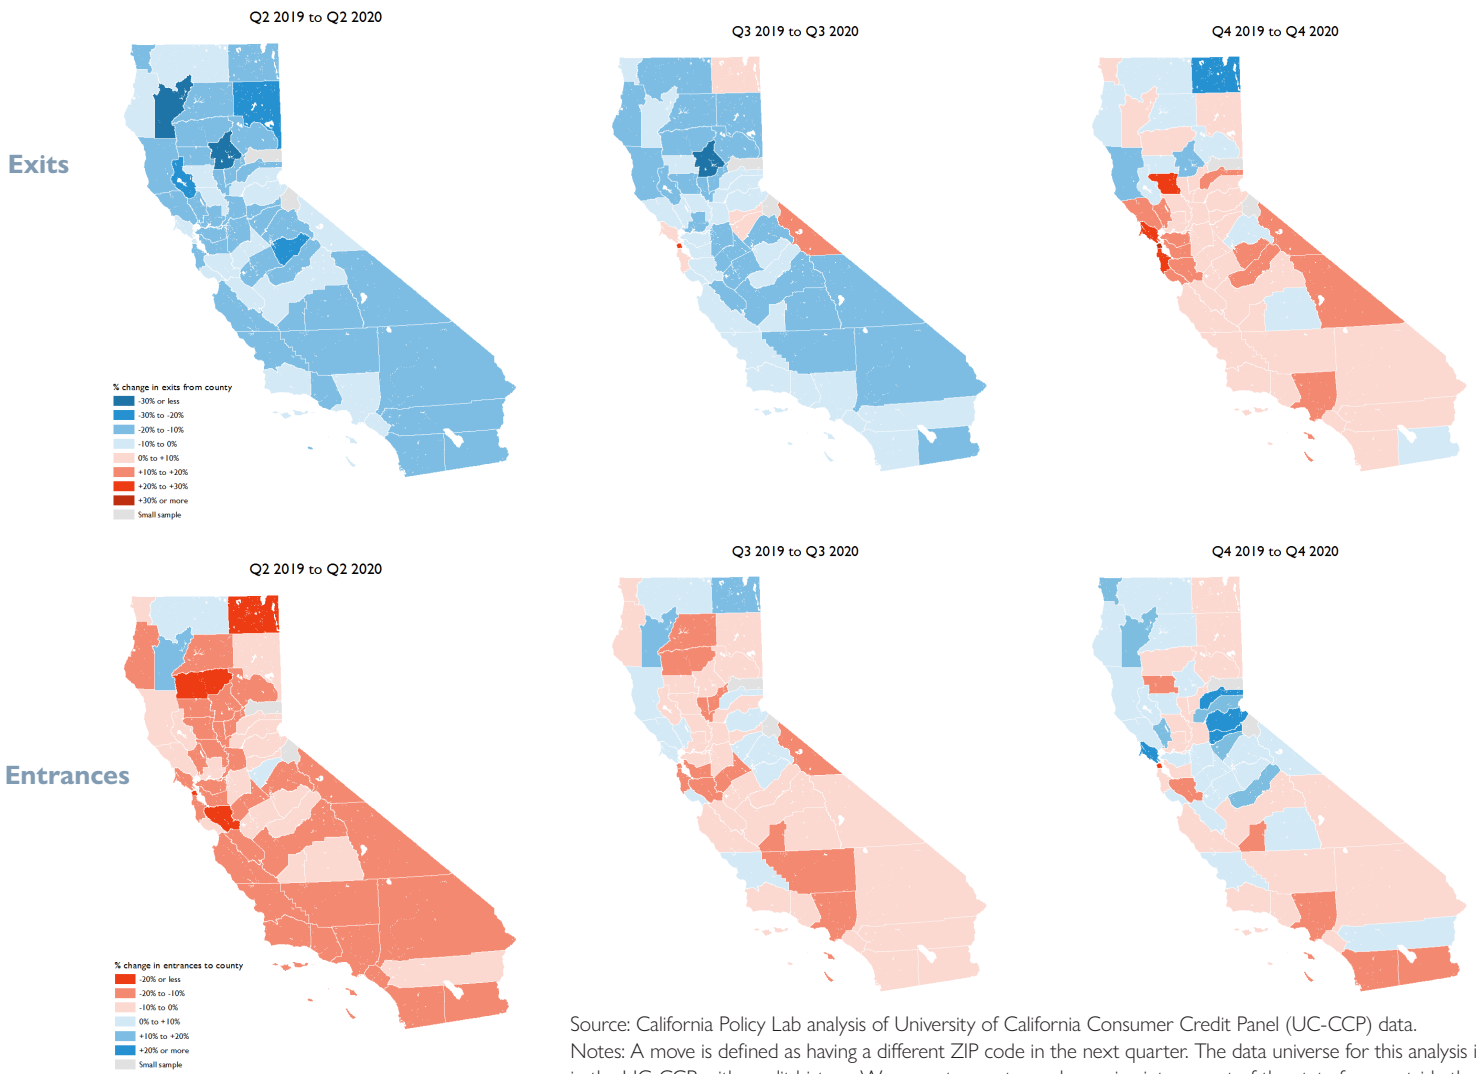 Q2 2019 to Q2 2020
Q3 2019 to Q3 2020
Q4 2019 to Q4 2020
Exits
% change in exits from county
-30% or less
-30% to -20%
-20% to -10%
-10% to 0%
0% to +10%
+10% to +20%
+20% to +30%
+30% or more
Small sample
Q2 2019 to Q2 2020
Q3 2019 to Q3 2020
Q4 2019 to Q4 2020
Entrances
% change in entrances to county
-20% or less
-20% to -10%
-10% to 0%
0% to +10%
+10% to +20%
+20% or more
Small sample
Source: California Policy Lab analysis of University of California Consumer Credit Panel (UC-CCP) data.
Notes: A move is defined as having a different ZIP code in the next quarter. The data universe for this analysis i